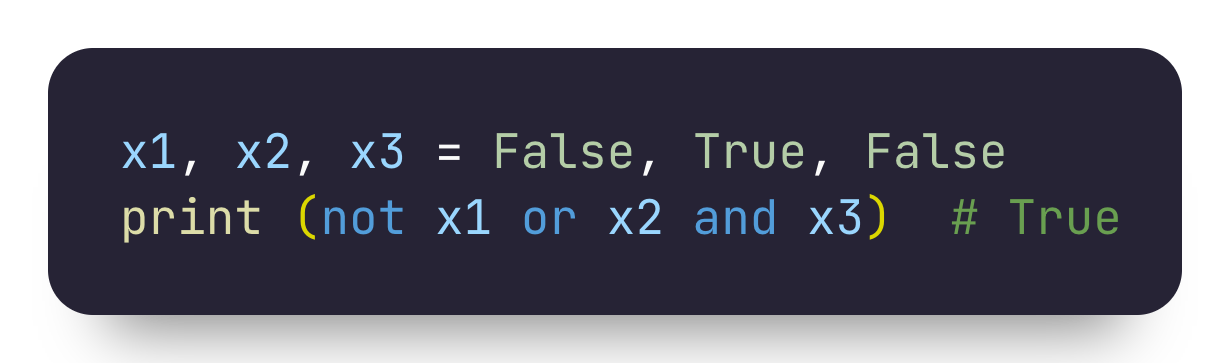 x1, x2, x3 = False, True, False
print (not x1 or x2 and x3)  # True